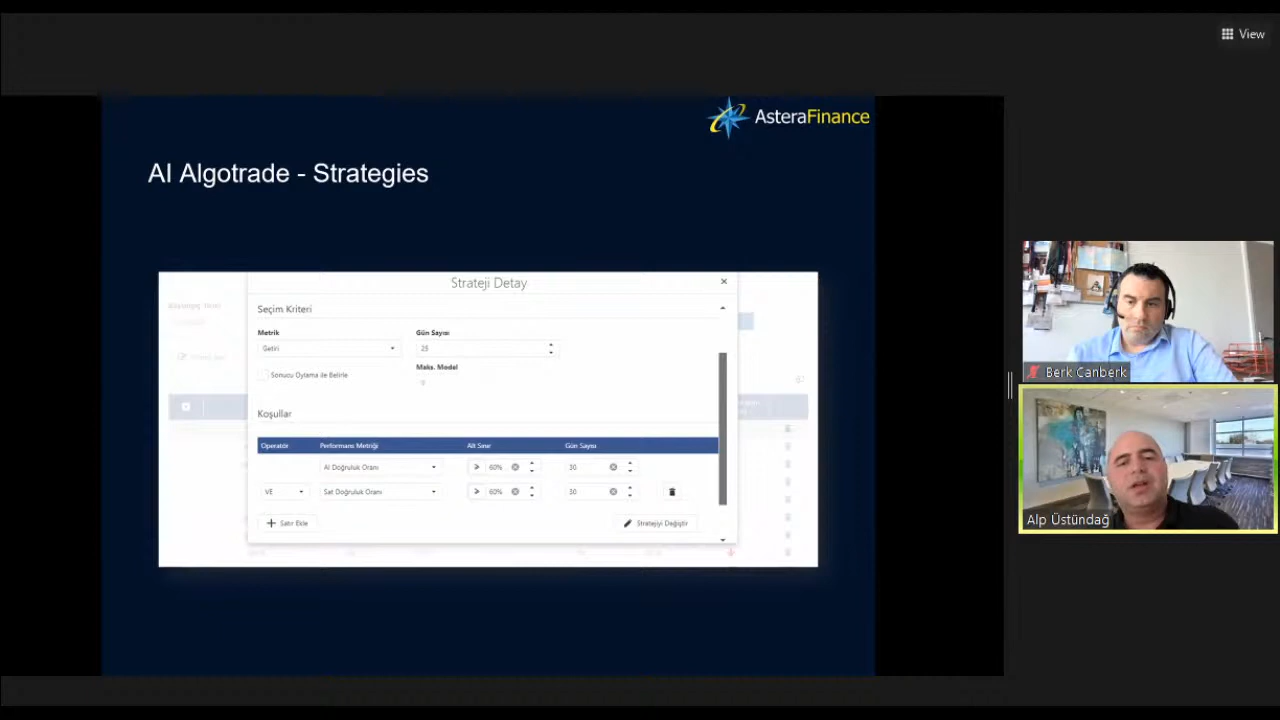 View
AsteraFinance
AI Algotrade - Strategies
Strateji Detay
Seçim Kriteri
Metrik
Gün Sayısı
Getiri
25
Sonucu Oylama ile Belirle
Maks. Model
Koşullar
Operatör
Performans Metriği
Alt Sınır
Gün Sayısı
Al Doğruluk Oranı
> 60%
30
VE
Sat Doğruluk Oranı
> 60%
30
Satır Ekle
Stratejiyi Değiştir
Berk Canberk
Alp Üstündağ